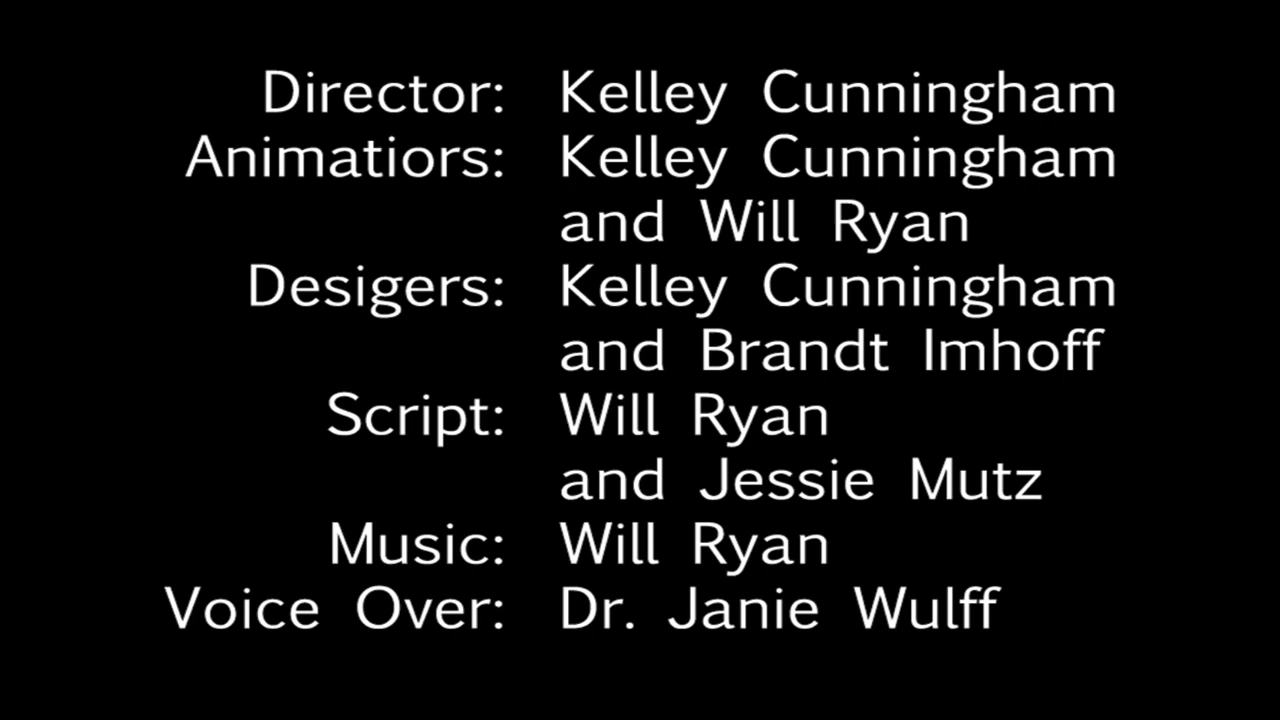 Director: Kelley Cunningham
Animatiors: Kelley Cunningham
and Will Ryan
Desigers: Kelley Cunningham
and Brandt Imhoff
Script: Will Ryan
and Jessie Mutz
Music: Will Ryan
Voice Over: Dr. Janie Wulff